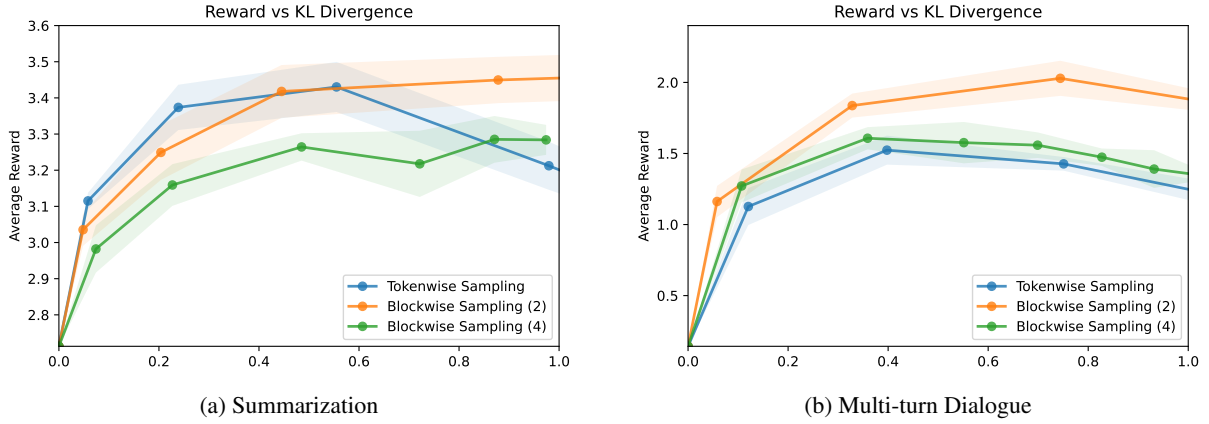 Reward vs KL Divergence
Average Reward
3.6
3.5
3.4
3.3
3.2
3.1
3.0
2.9
2.8
0.0 0.2 0.4 0.6 0.8 1.0
Tokenwise Sampling
Blockwise Sampling (2)
Blockwise Sampling (4)
(a) Summarization
Reward vs KL Divergence
Average Reward
2.0
1.5
1.0
0.5
0.0 0.2 0.4 0.6 0.8 1.0
Tokenwise Sampling
Blockwise Sampling (2)
Blockwise Sampling (4)
(b) Multi-turn Dialogue